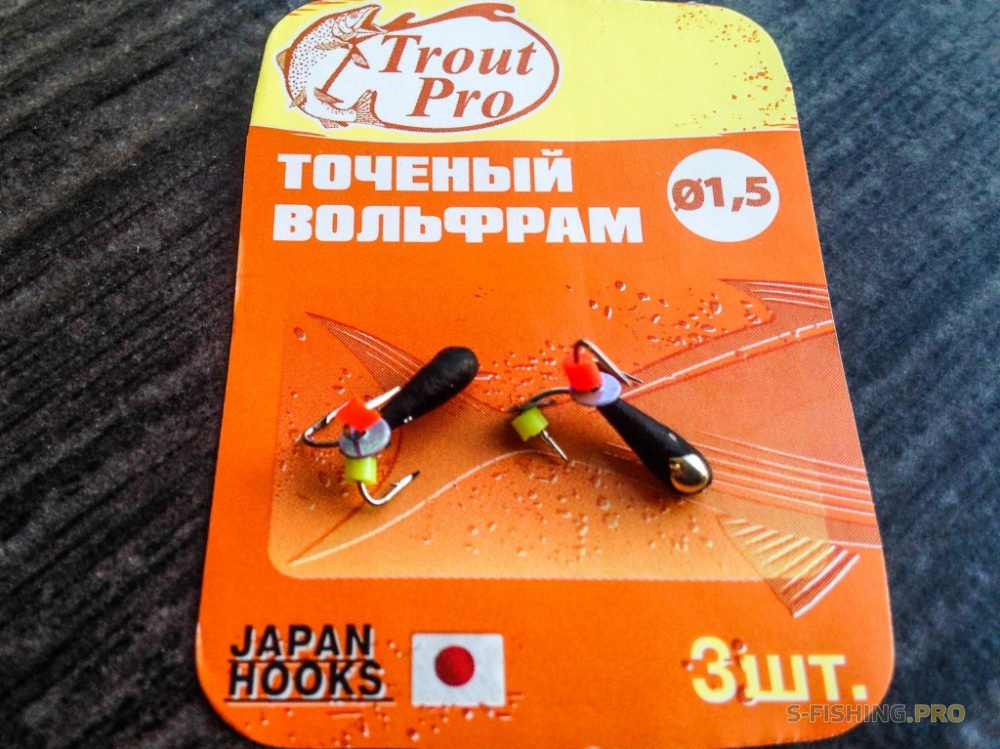 Trout
Pro
ТОЧЕНЫЙ
ВОЛЬФРАМ
Ø1,5
JAPAN
HOOKS
3шт.
S-FISHING.PRO